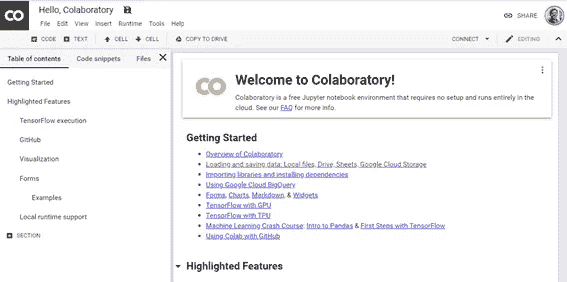 Hello, Colaboratory
File Edit View Insert Runtime Tools Help
SHARE
CODE TEXT CELL CELL COPY TO DRIVE
CONNECT EDITING
Table of contents Code snippets Files
Getting Started
Highlighted Features
TensorFlow execution
GitHub
Visualization
Forms
Examples
Local runtime support
SECTION
Welcome to Colaboratory!
Colaboratory is a free Jupyter notebook environment that requires no setup and runs entirely in the
cloud. See our FAQ for more info.
Getting Started
Overview of Colaboratory
Loading and saving data: Local files, Drive, Sheets, Google Cloud Storage
Importing libraries and installing dependencies
Using Google Cloud BigQuery
Forms, Charts, Markdown, & Widgets
TensorFlow with GPU
TensorFlow with TPU
Machine Learning Crash Course: Intro to Pandas & First Steps with TensorFlow
Using Colab with GitHub
Highlighted Features